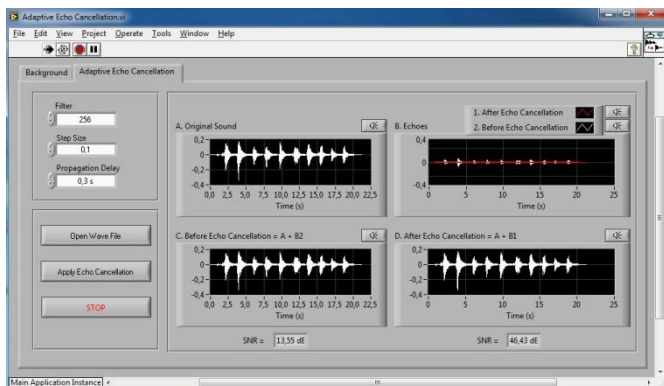 Adaptive Echo Cancellation.vi
File Edit View Project Operate Tools Window Help
Background Adaptive Echo Cancellation
Filter
256
Step Size
0,1
Propagation Delay
0,3 s
Open Wave File
Apply Echo Cancellation
STOP
1. After Echo Cancellation
2. Before Echo Cancellation
A. Original Sound
0,2
0
-0,2
-0,4
0,0 2,5 5,0 7,5 10,0 12,5 15,0 17,5 20,0 22,5
Time (s)
B. Echoes
0,4
0
-0,4
0 5 10 15 20 25
Time (s)
C. Before Echo Cancellation = A + B2
0,2
0
-0,4
0,0 2,5 5,0 7,5 10,0 12,5 15,0 17,5 20,0 22,5
Time (s)
SNR = 13,55 dE
D. After Echo Cancellation = A + B1
0,2
0
-0,4
0 5 10 15 20 25
Time (s)
SNR = 46,43 dE
Main Application Instance